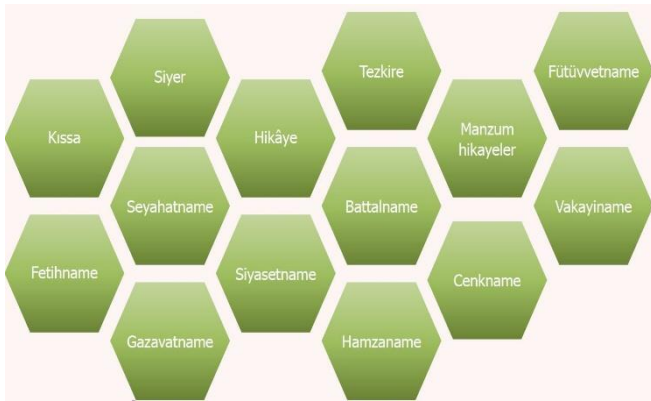 Siyer
Tezkire
Fütüvvetname
Kıssa
Hikâye
Manzum
hikayeler
Seyahatname
Battalname
Vakayiname
Fetihname
Siyasetname
Cenkname
Gazavatname
Hamzaname